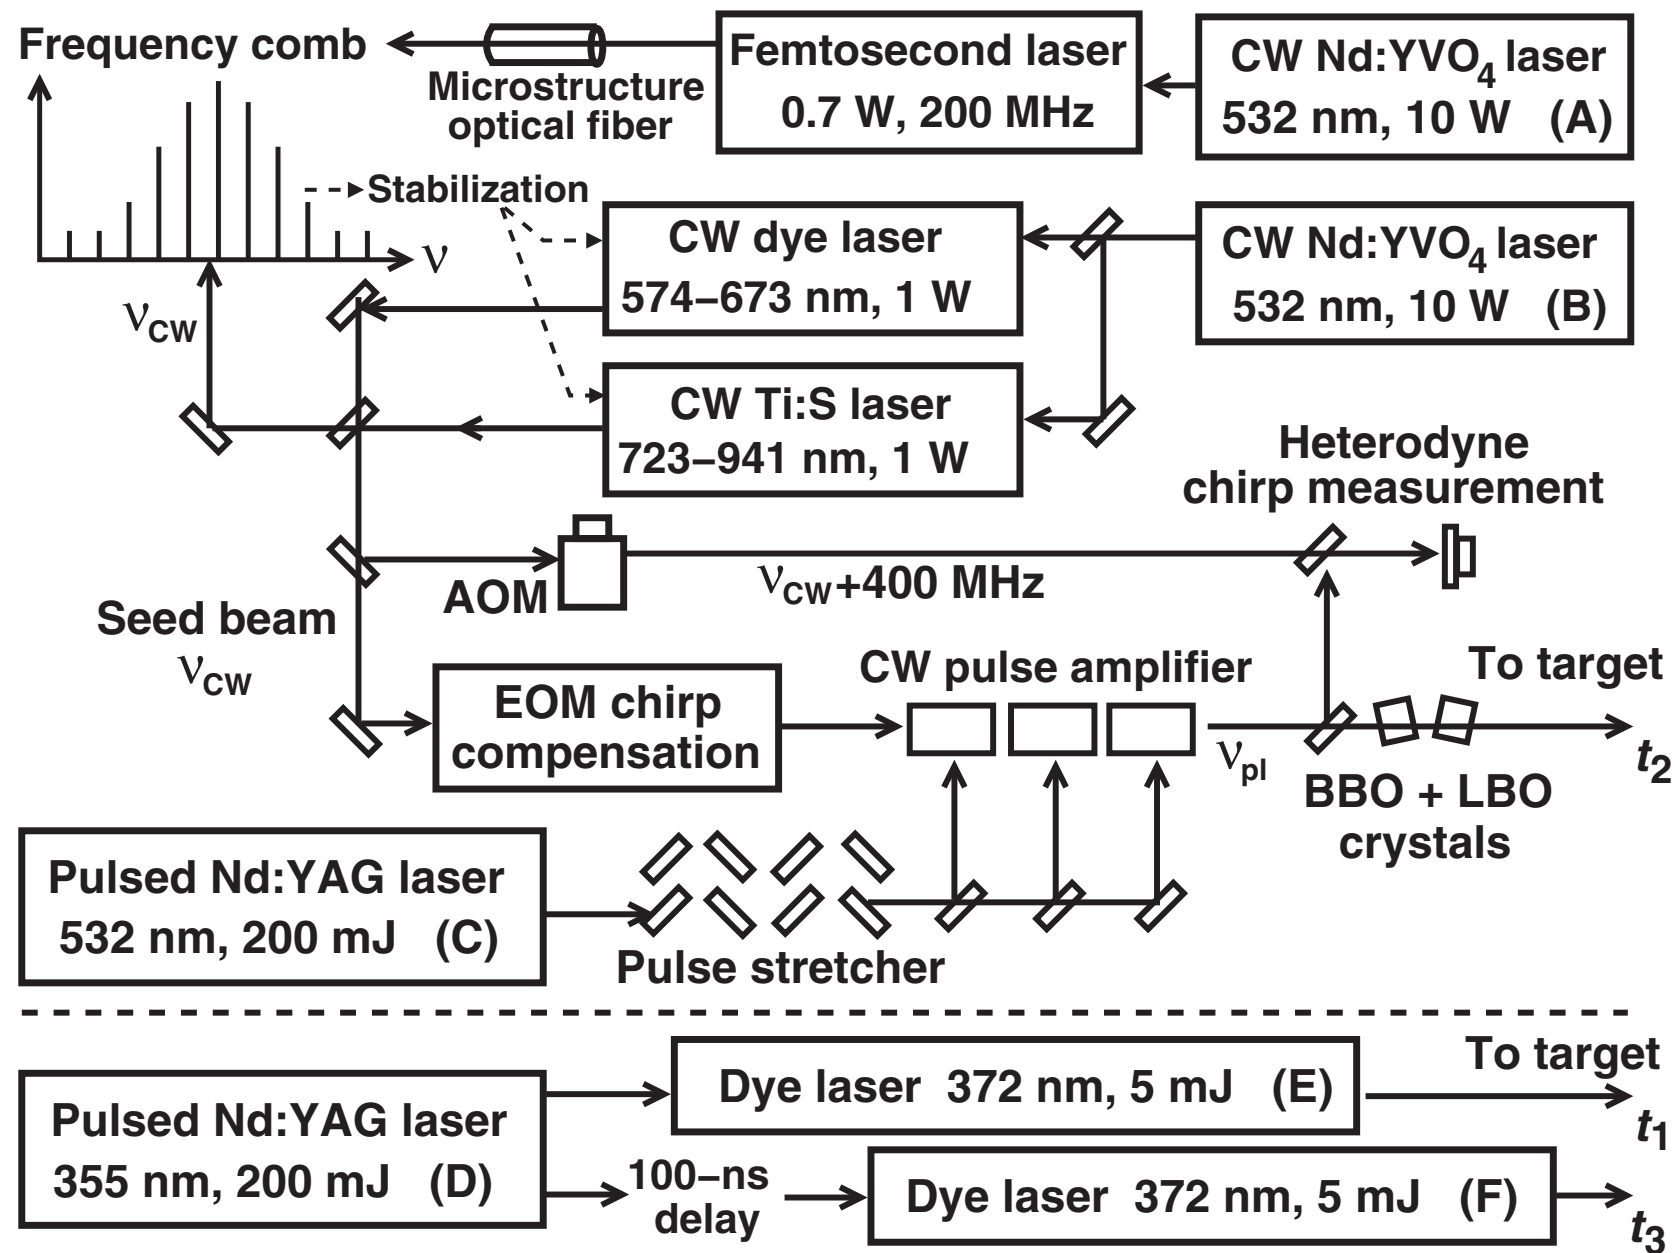 Frequency comb
Microstructure
optical fiber
Femtosecond laser
0.7 W, 200 MHz
CW Nd:YVO4 laser
532 nm, 10 W (A)
Stabilization
ν
νCW
CW dye laser
574–673 nm, 1 W
CW Nd:YVO4 laser
532 nm, 10 W (B)
CW Ti:S laser
723–941 nm, 1 W
Heterodyne
chirp measurement
AOM
νCW+400 MHz
Seed beam
νCW
EOM chirp
compensation
CW pulse amplifier
νpl
To target
t2
BBO + LBO
crystals
Pulsed Nd:YAG laser
532 nm, 200 mJ (C)
Pulse stretcher
Pulsed Nd:YAG laser
355 nm, 200 mJ (D)
Dye laser 372 nm, 5 mJ (E)
To target
t1
100–ns
delay
Dye laser 372 nm, 5 mJ (F)
t3